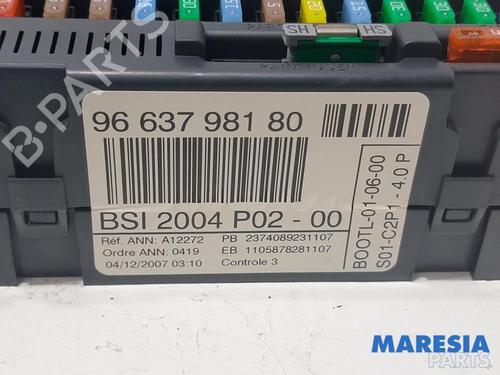 SH
HS
96 637 981 80
BSI 2004 P02 - 00
Réf. ANN: A12272
PB 2374089231107
Ordre ANN: 0419
EB 1105878281107
04/12/2007 03:10
Controle 3
BOOTL-01-06-00
S01-C2P1 - 4.0 P
B-PARTS
MARESIA
PARTS